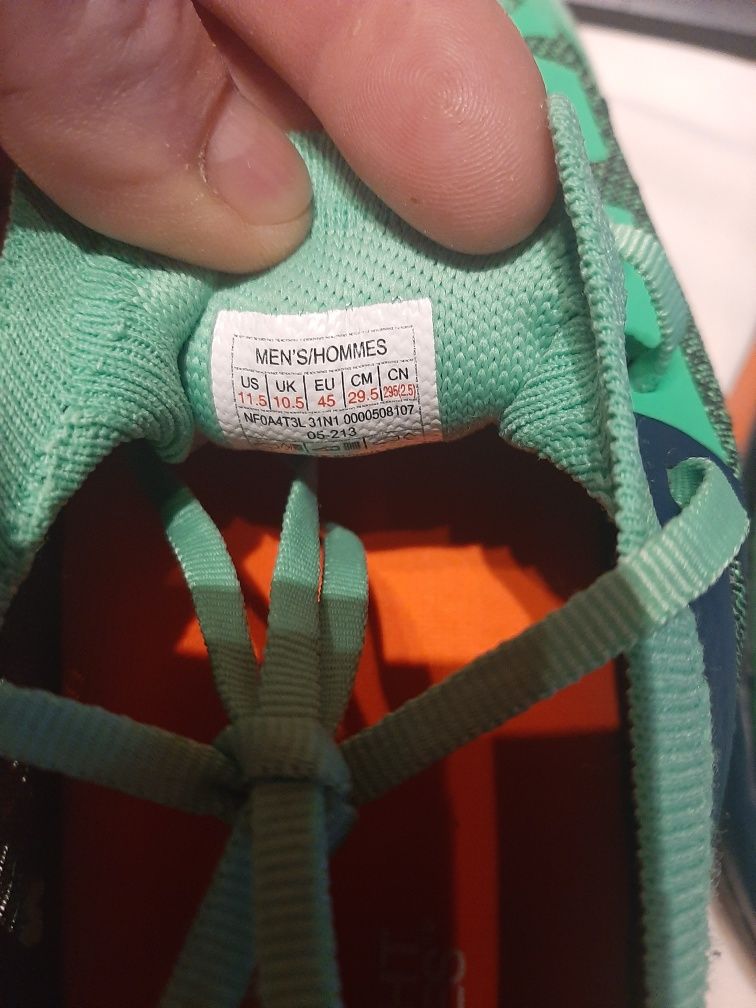 MEN'S/HOMMES
US UK EU CM CN
11.5 10.5 45 29.5 295(2.5)
NF0A4T3L 31N1 0000508107
05-213